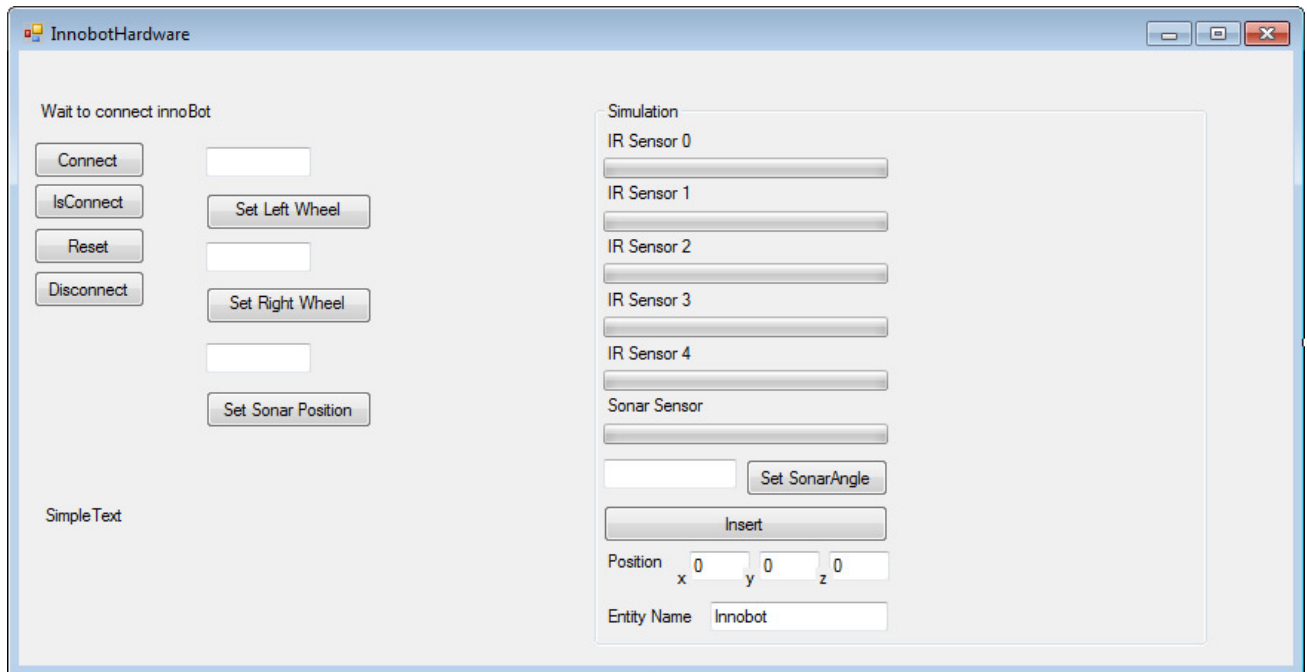 InnobotHardware
Wait to connect innoBot
Connect
IsConnect
Reset
Disconnect
Set Left Wheel
Set Right Wheel
Set Sonar Position
SimpleText
Simulation
IR Sensor 0
IR Sensor 1
IR Sensor 2
IR Sensor 3
IR Sensor 4
Sonar Sensor
Set SonarAngle
Insert
Position x 0 y 0 z 0
Entity Name Innobot